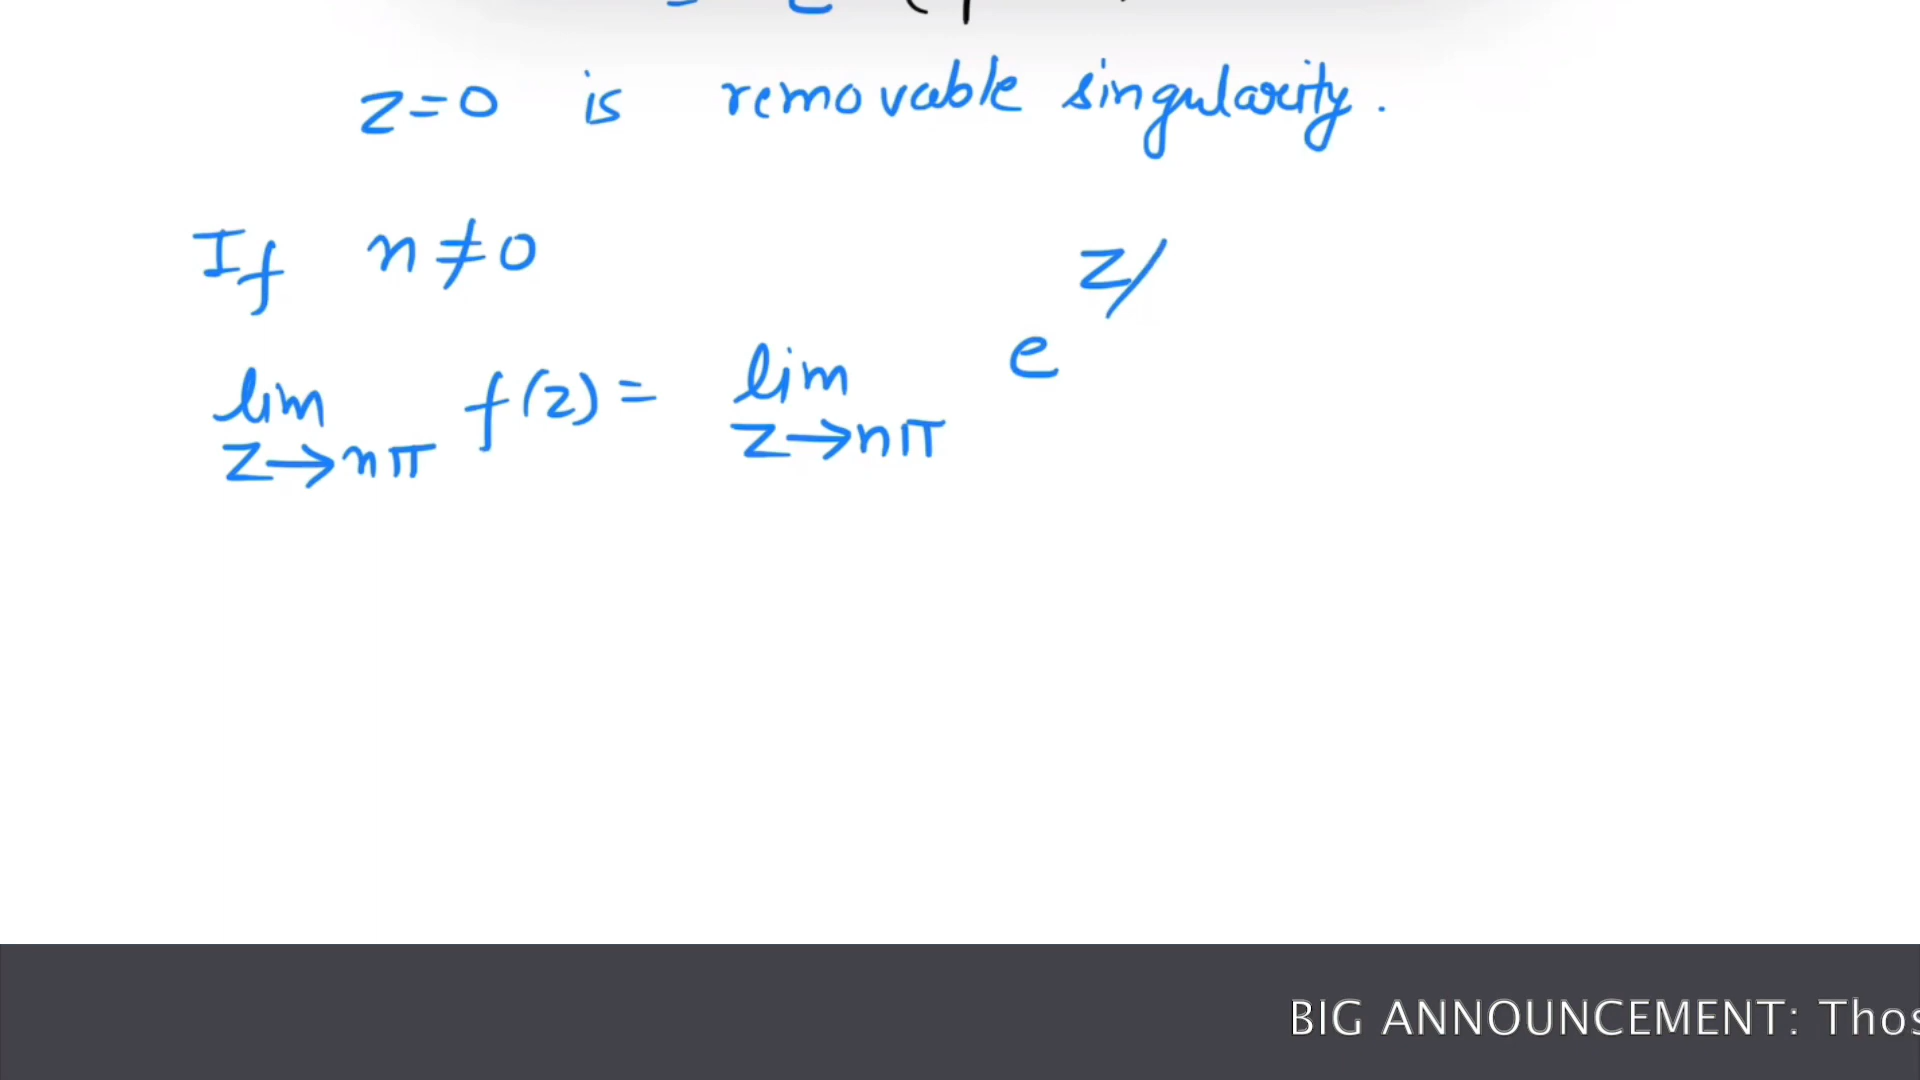 z=0 is removable singularity.
If n≠0
lim f(z) = lim e^z/
z→nπ z→nπ
BIG ANNOUNCEMENT: Thos